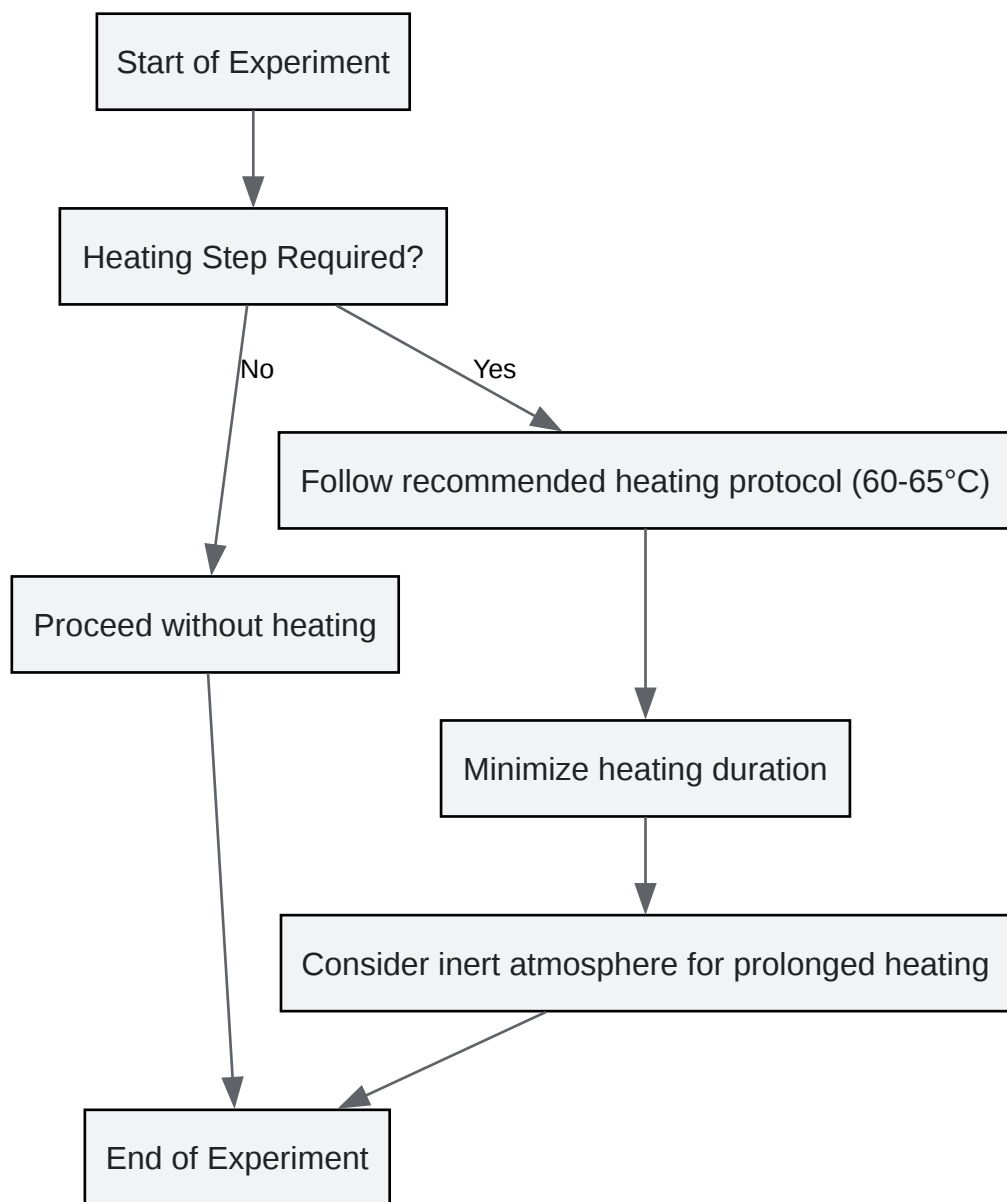 Start of Experiment
Heating Step Required?
No
Yes
Follow recommended heating protocol (60-65°C)
Proceed without heating
Minimize heating duration
Consider inert atmosphere for prolonged heating
End of Experiment